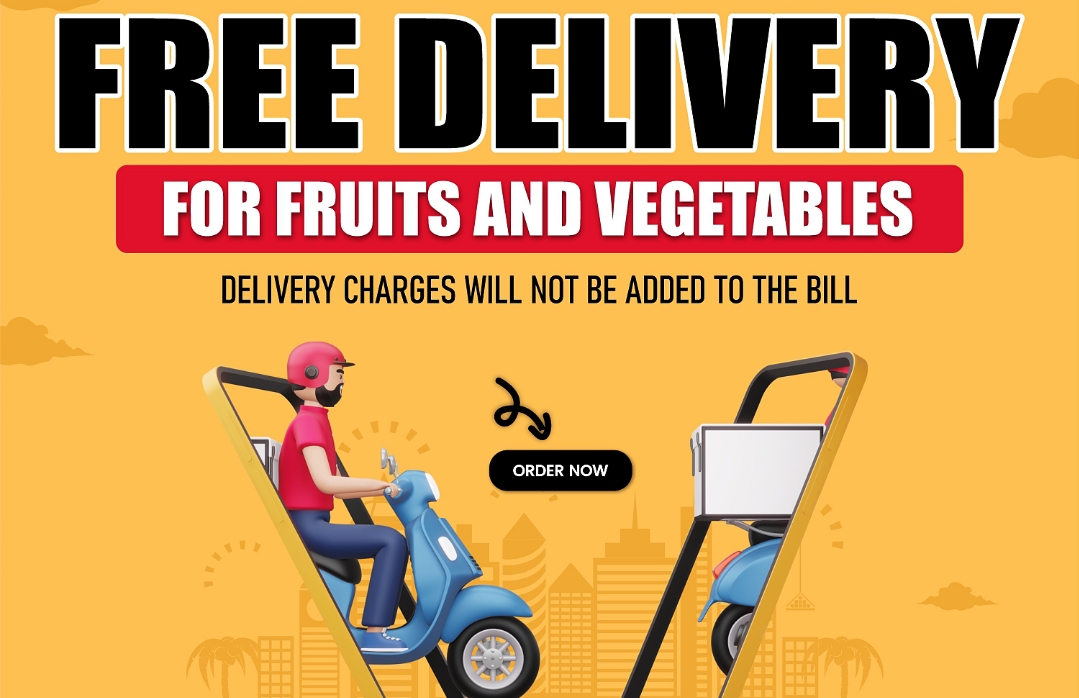 FREE DELIVERY
FOR FRUITS AND VEGETABLES
DELIVERY CHARGES WILL NOT BE ADDED TO THE BILL
ORDER NOW